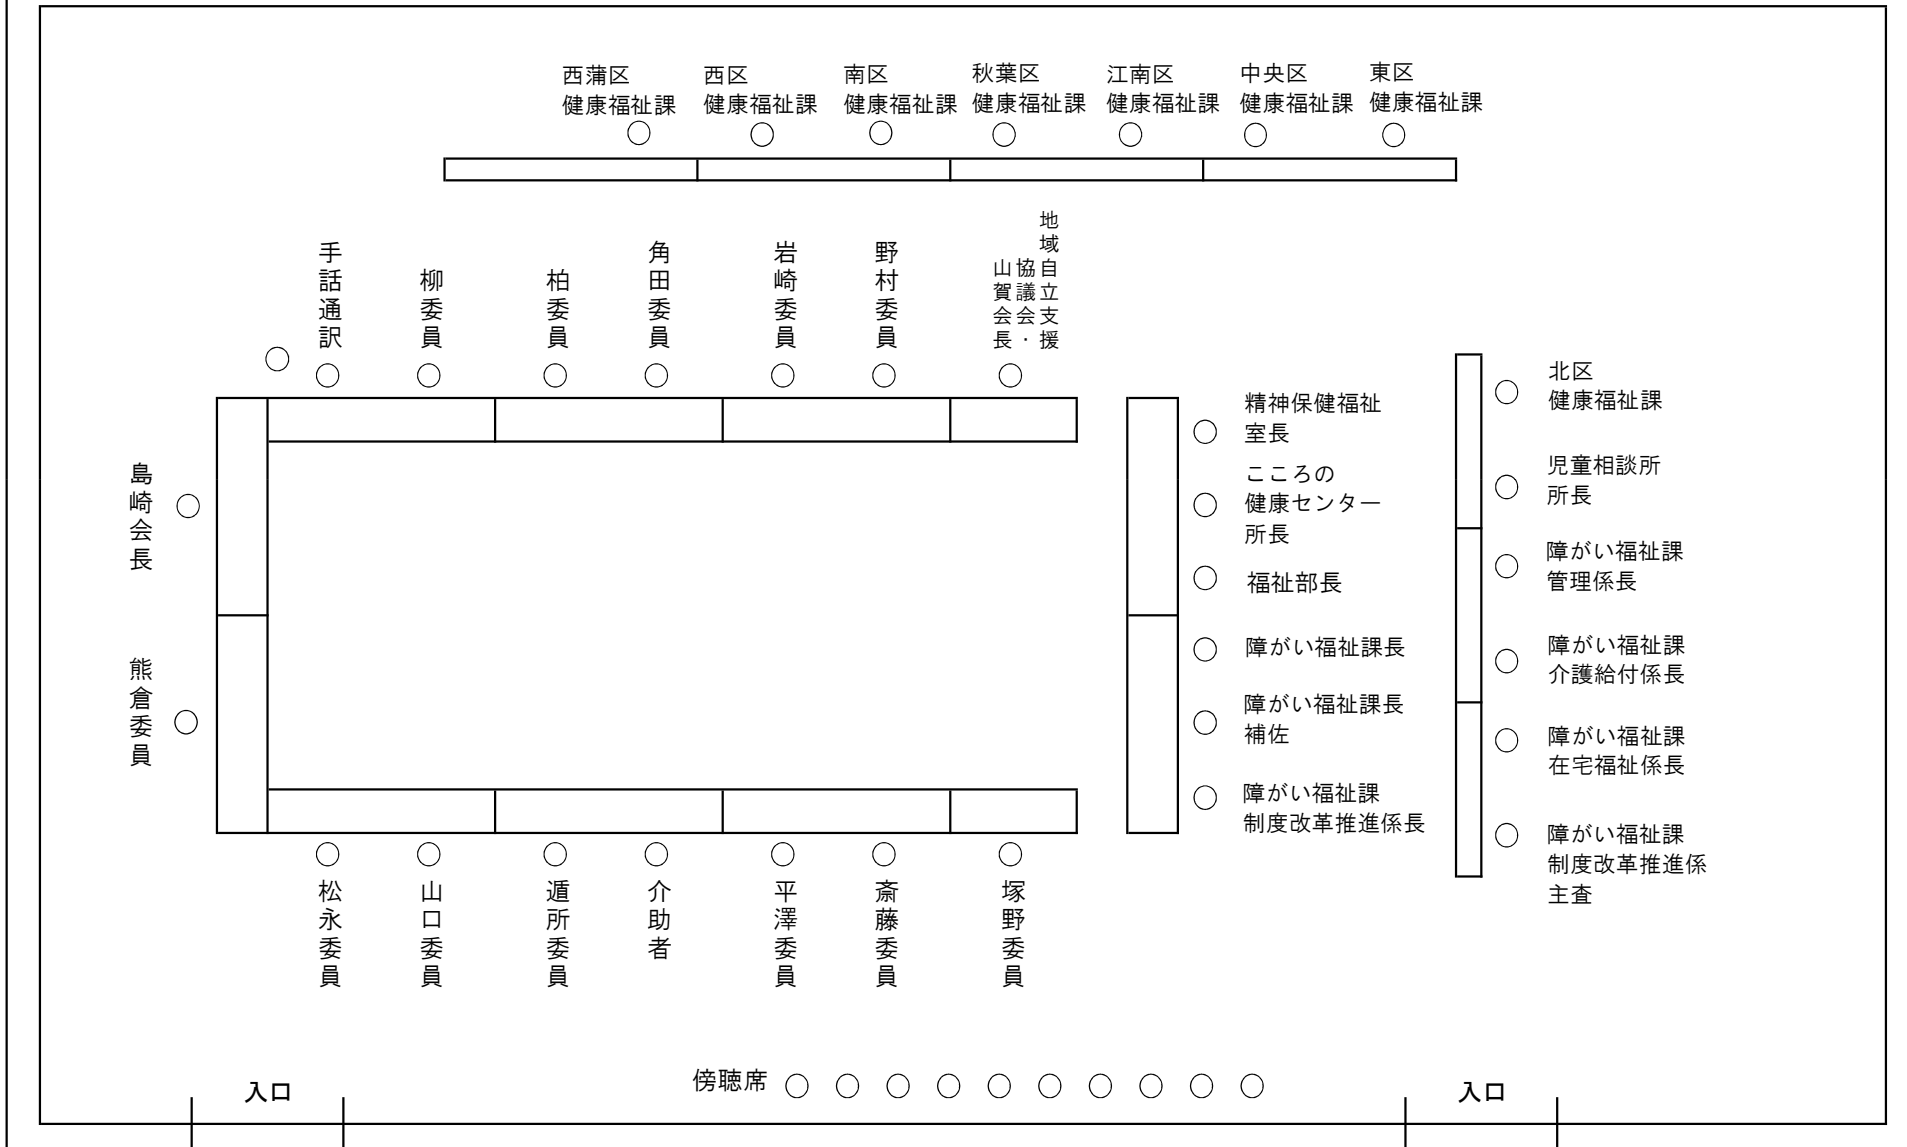 西蒲区
健康福祉課
西区
健康福祉課
南区
健康福祉課
秋葉区
健康福祉課
江南区
健康福祉課
中央区
健康福祉課
東区
健康福祉課
手話通訳
柳委員
柏委員
角田委員
岩崎委員
野村委員
地域自立支援
協議会・
山賀会長
島崎会長
熊倉委員
精神保健福祉
室長
こころの
健康センター
所長
福祉部長
障がい福祉課長
障がい福祉課長
補佐
障がい福祉課
制度改革推進係長
北区
健康福祉課
児童相談所
所長
障がい福祉課
管理係長
障がい福祉課
介護給付係長
障がい福祉課
在宅福祉係長
障がい福祉課
制度改革推進係
主査
松永委員
山口委員
遁所委員
介助者
平澤委員
斎藤委員
塚野委員
傍聴席
入口
入口